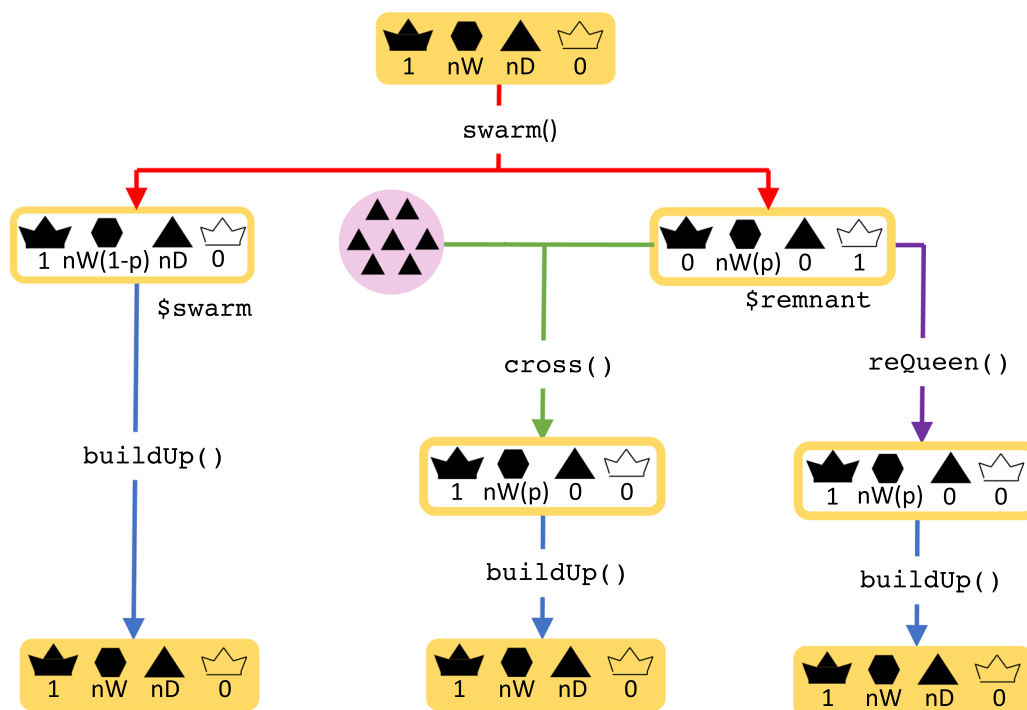 1 nW nD 0
swarm()
1 nW(1-p) nD 0
$swarm
0 nW(p) 0 1
$remnant
cross()
reQueen()
buildUp()
1 nW(p) 0 0
1 nW(p) 0 0
buildUp()
buildUp()
1 nW nD 0
1 nW nD 0
1 nW nD 0